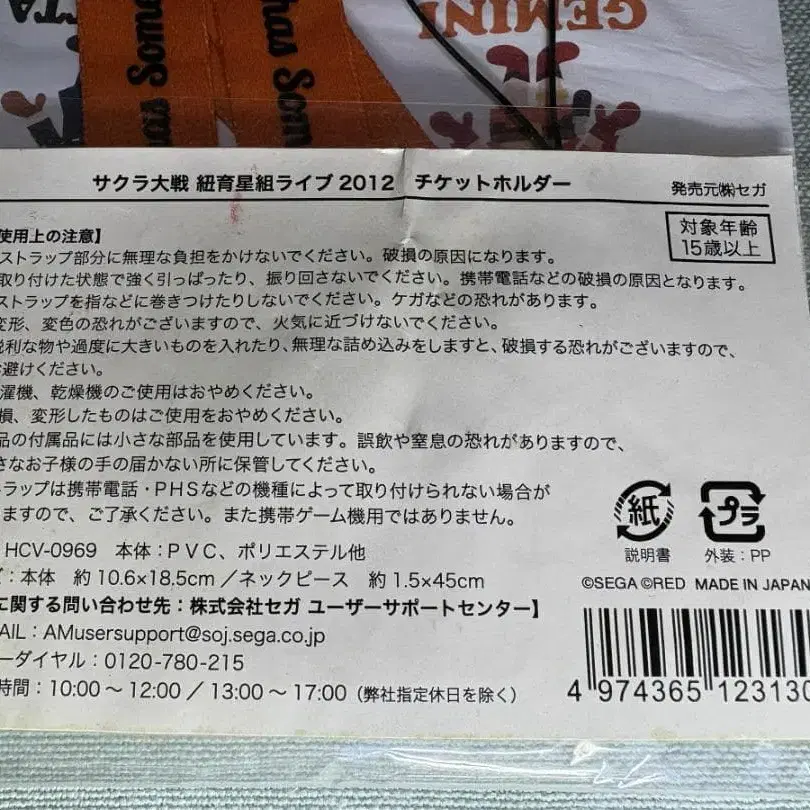 GEMINI
TA
has Some
has Som
サクラ大戦 紐育星組ライブ 2012 チケットホルダー
発売元㈱セガ
対象年齢
15歳以上
使用上の注意】
ストラップ部分に無理な負担をかけないでください。破損の原因になります。
取り付けた状態で強く引っぱったり、振り回さないでください。携帯電話などの破損の原因となります。
ストラップを指などに巻きつけたりしないでください。ケガなどの恐れがあります。
変形、変色の恐れがございますので、火気に近づけないでください。
鋭利な物や過度に大きいものを入れたり、無理な詰め込みをしますと、破損する恐れがございますので、
お避けください。
濯機、乾燥機のご使用はおやめください。
損、変形したものはご使用をおやめください。
品の付属品には小さな部品を使用しています。誤飲や窒息の恐れがありますので、
さなお子様の手の届かない所に保管してください。
トラップは携帯電話・PHSなどの機種によって取り付けられない場合が
ますので、ご了承ください。また携帯ゲーム機用ではありません。
HCV-0969 本体：PVC、ポリエステル他
：本体 約 10.6×18.5cm／ネックピース 約 1.5×45cm
に関する問い合わせ先：株式会社セガ ユーザーサポートセンター】
AIL：AMusersupport@soj.sega.co.jp
ーダイヤル：0120-780-215
時間：10:00～12:00／13:00～17:00（弊社指定休日を除く）
紙
プラ
説明書
外装：PP
©SEGA ©RED MADE IN JAPAN
4 974365 123130